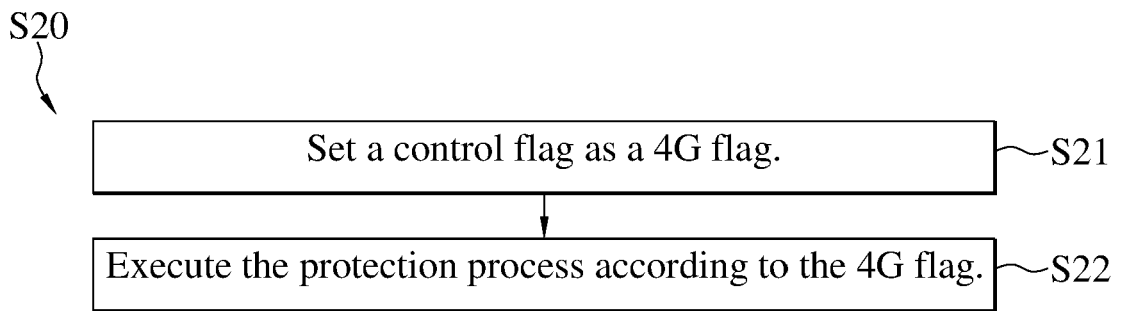 S20
Set a control flag as a 4G flag.
S21
Execute the protection process according to the 4G flag.
S22